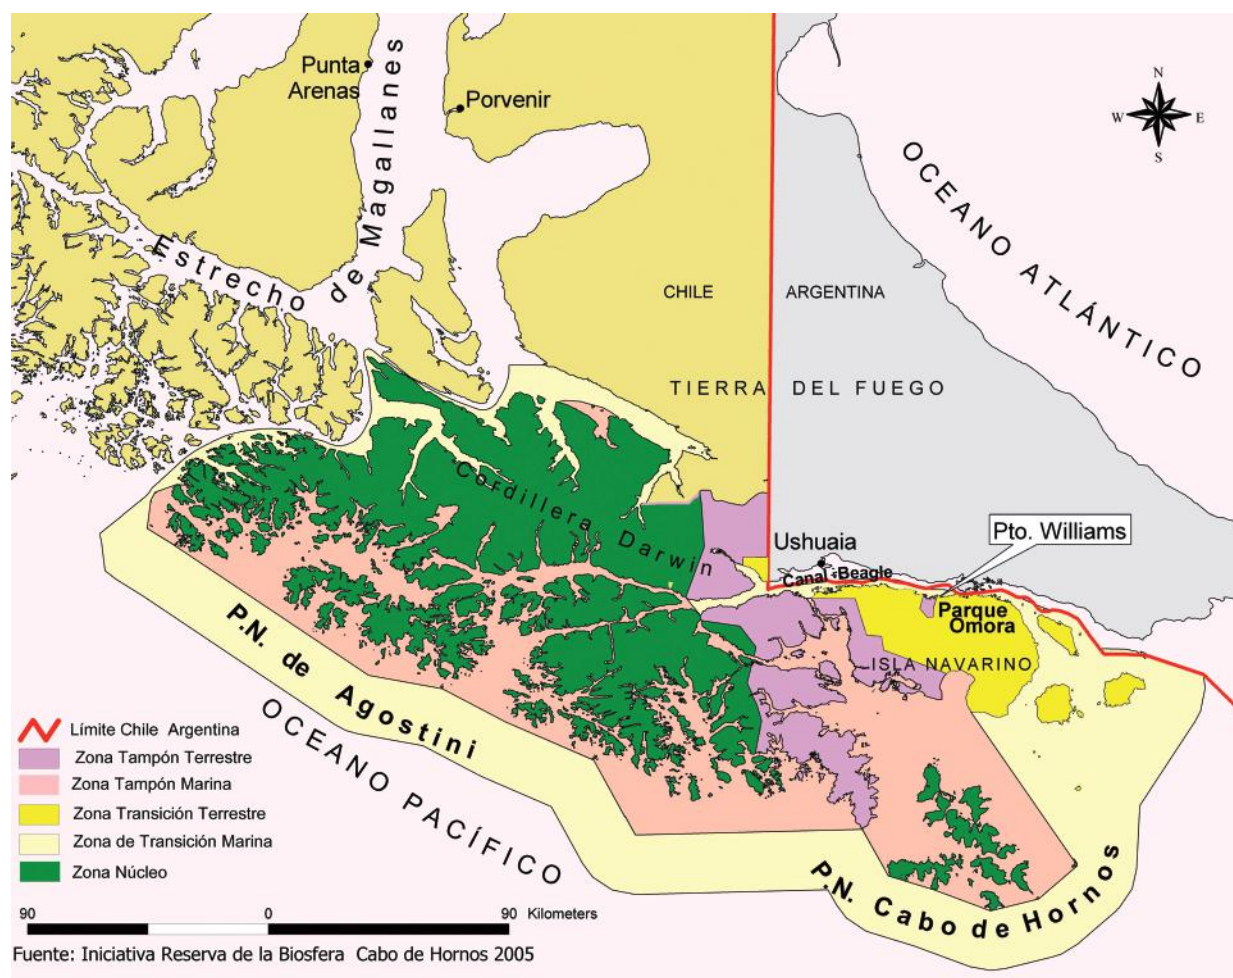 Punta
Arenas
Porvenir
Estrecho de Magallanes
N
W
E
S
OCEANO ATLÁNTICO
CHILE
ARGENTINA
TIERRA DEL FUEGO
Cordillera Darwin
Ushuaia
Pto. Williams
Canal Beagle
Parque
Omora
ISLA NAVARINO
P.N. de Agostini
OCEANO PACÍFICO
P.N. Cabo de Hornos
Límite Chile Argentina
Zona Tampón Terrestre
Zona Tampón Marina
Zona Transición Terrestre
Zona de Transición Marina
Zona Núcleo
90 0 90 Kilometers
Fuente: Iniciativa Reserva de la Biosfera Cabo de Hornos 2005